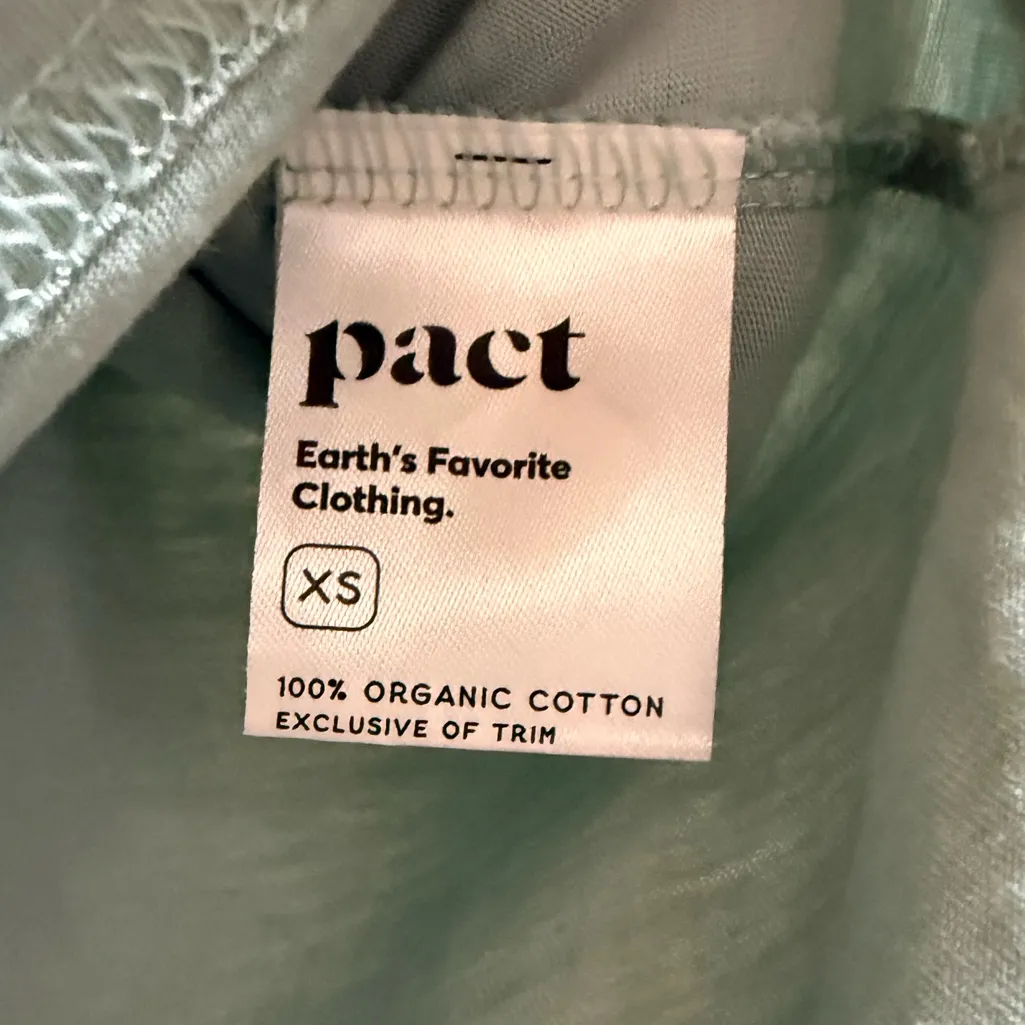 pact
Earth's Favorite
Clothing.
XS
100% ORGANIC COTTON
EXCLUSIVE OF TRIM